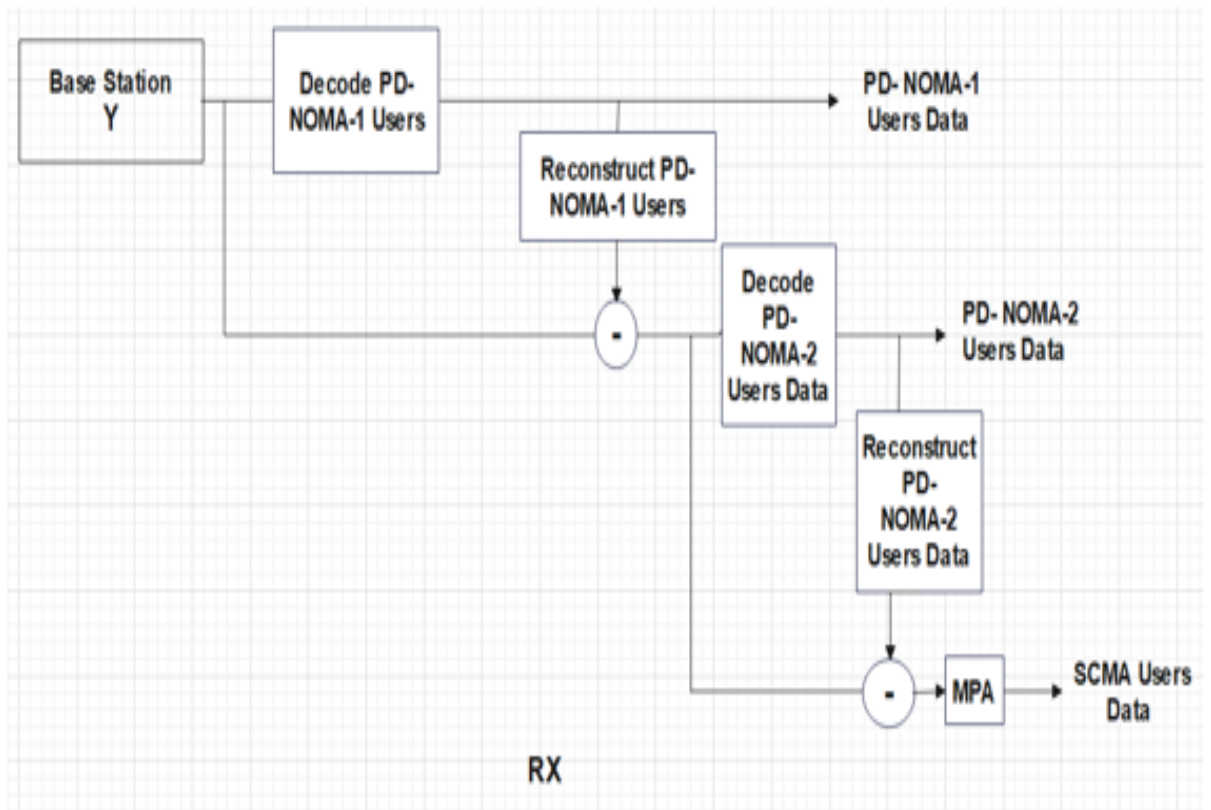 Base Station
Y
Decode PD-
NOMA-1 Users
PD- NOMA-1
Users Data
Reconstruct PD-
NOMA-1 Users
-
Decode
PD-
NOMA-2
Users Data
PD- NOMA-2
Users Data
Reconstruct
PD-
NOMA-2
Users Data
-
MPA
SCMA Users
Data
RX